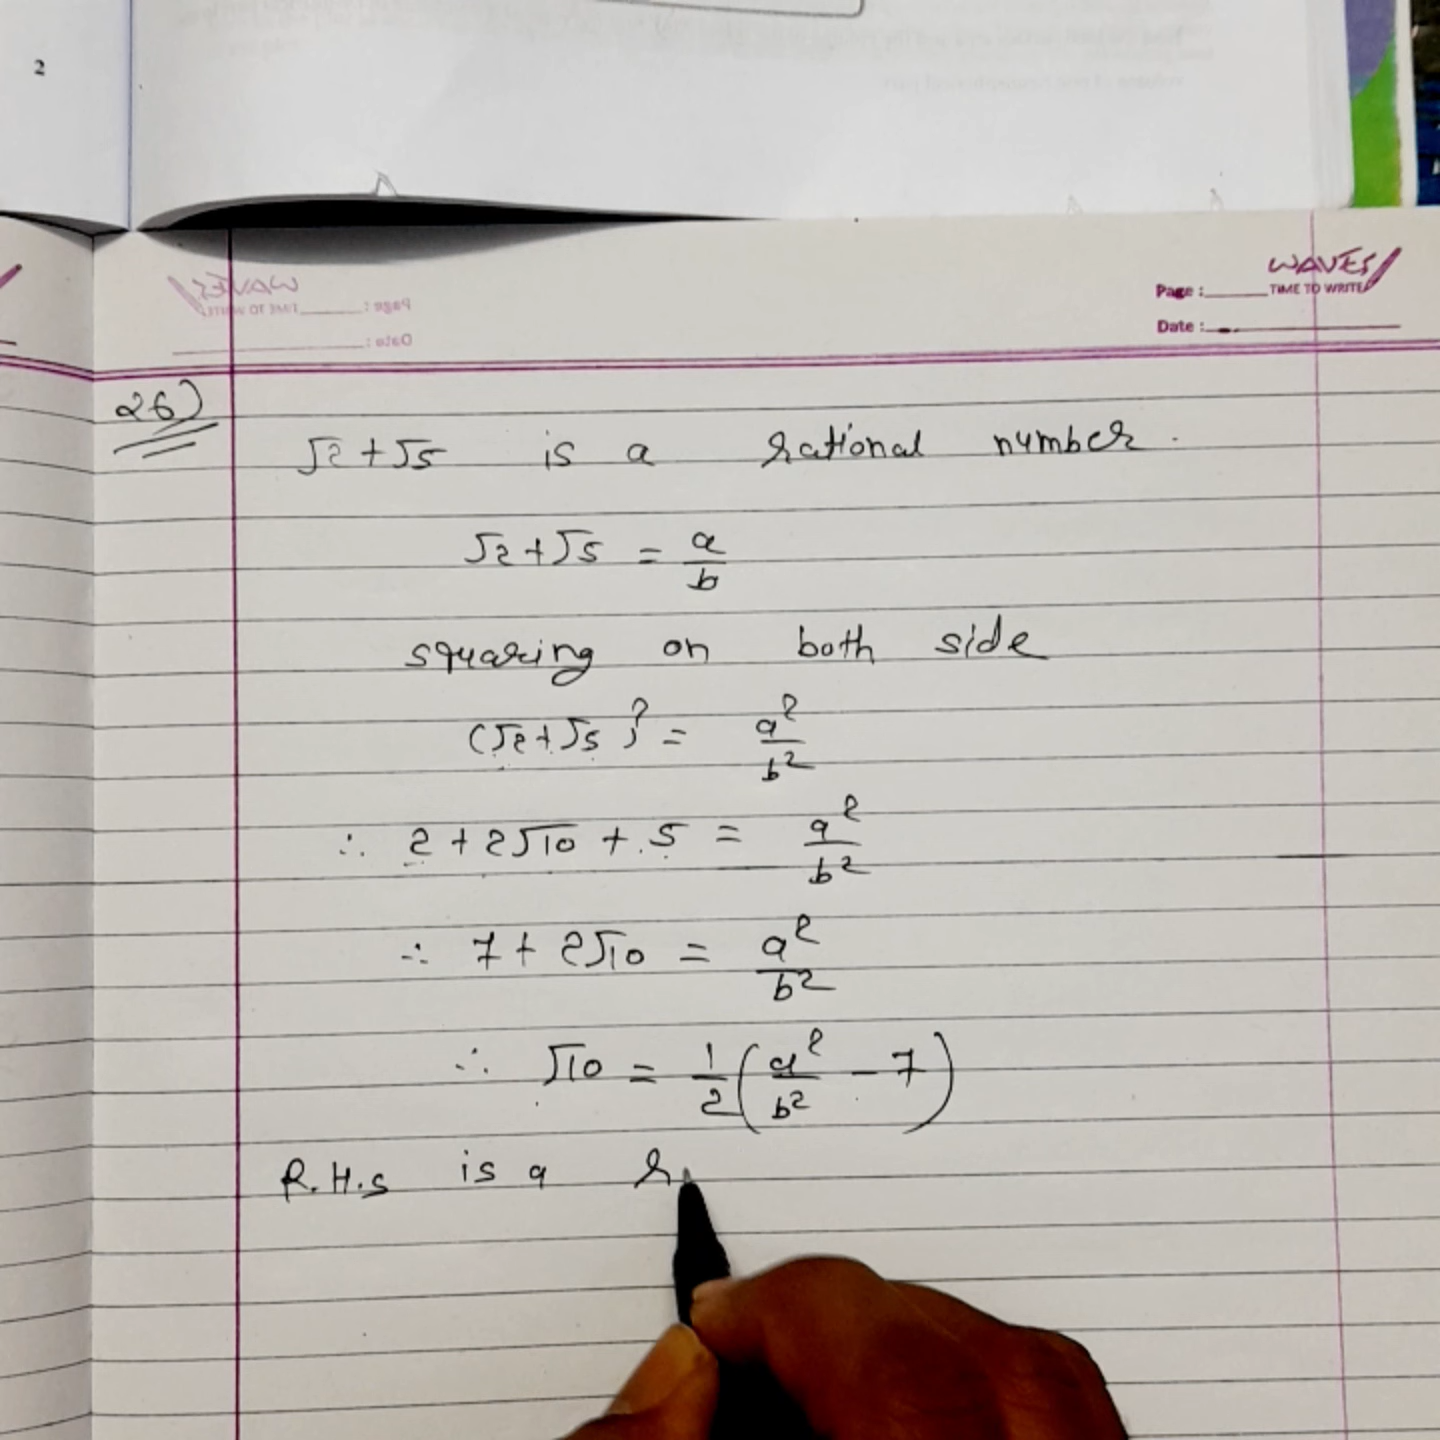 2
WAVES
Page : TIME TO WRITE
Date :
26)
√2+√5 is a rational number.
√2+√5 = a/b
squaring on both side
(√2+√5)² = a²/b²
∴ 2 + 2√10 + 5 = a²/b²
∴ 7 + 2√10 = a²/b²
∴ √10 = 1/2 (a²/b² - 7)
R.H.S is a r